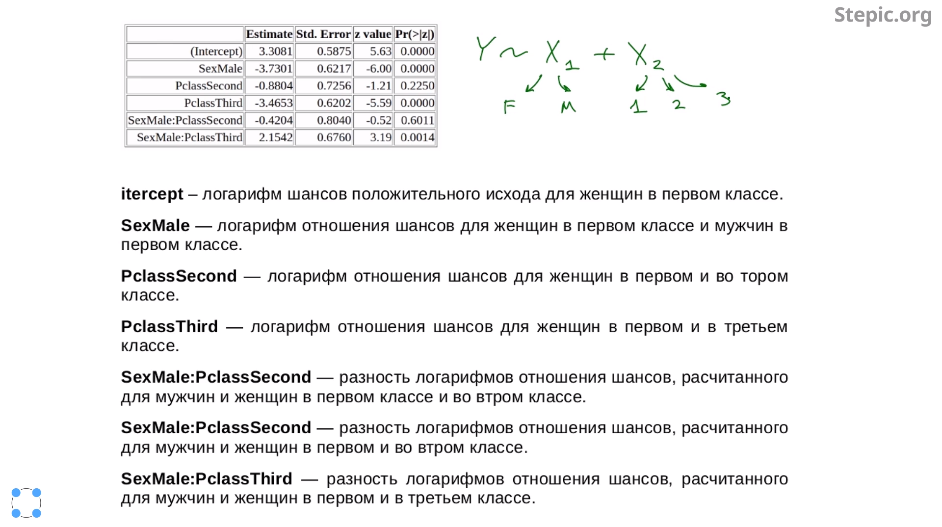 Stepic.org
Estimate Std. Error z value Pr(>|z|)
(Intercept) 3.3081 0.5875 5.63 0.0000
SexMale -3.7301 0.6217 -6.00 0.0000
PclassSecond -0.8804 0.7256 -1.21 0.2250
PclassThird -3.4653 0.6202 -5.59 0.0000
SexMale:PclassSecond -0.4204 0.8040 -0.52 0.6011
SexMale:PclassThird 2.1542 0.6760 3.19 0.0014
Y ~ X1 + X2
F M 1 2 3
itercept – логарифм шансов положительного исхода для женщин в первом классе.
SexMale — логарифм отношения шансов для женщин в первом классе и мужчин в
первом классе.
PclassSecond — логарифм отношения шансов для женщин в первом и во тором
классе.
PclassThird — логарифм отношения шансов для женщин в первом и в третьем
классе.
SexMale:PclassSecond — разность логарифмов отношения шансов, расчитанного
для мужчин и женщин в первом классе и во втром классе.
SexMale:PclassSecond — разность логарифмов отношения шансов, расчитанного
для мужчин и женщин в первом и во втром классе.
SexMale:PclassThird — разность логарифмов отношения шансов, расчитанного
для мужчин и женщин в первом и в третьем классе.